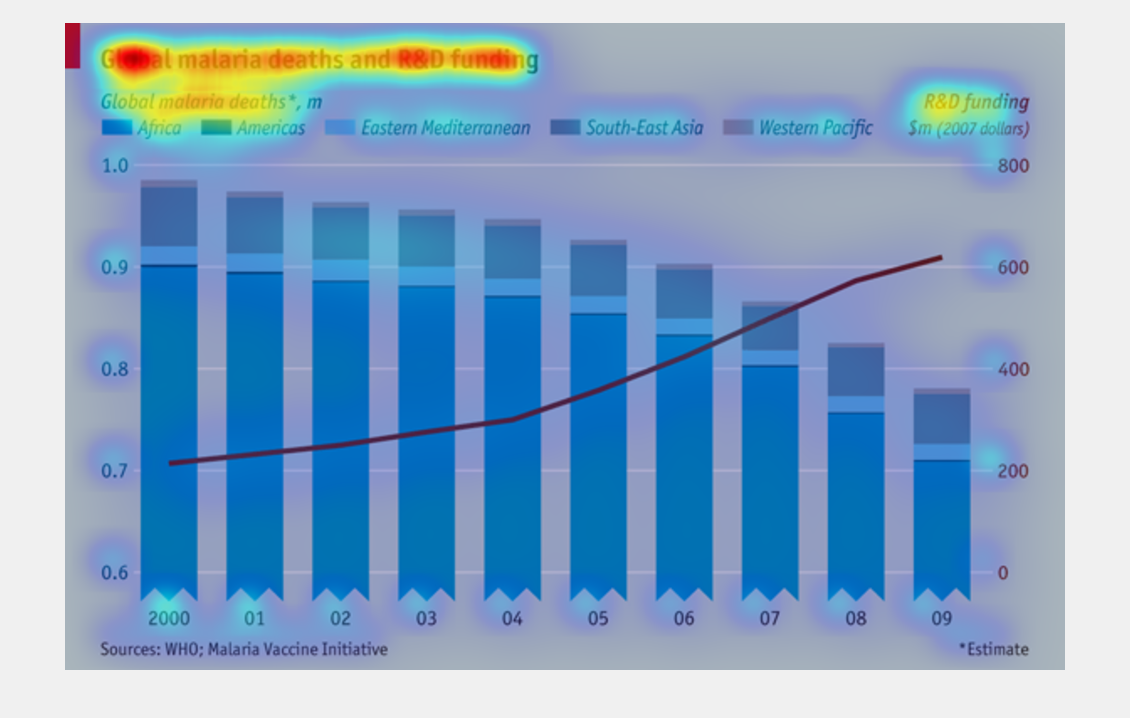 Global malaria deaths and R&D funding
Global malaria deaths*, m
R&D funding
Africa Americas Eastern Mediterranean South-East Asia Western Pacific $m (2007 dollars)
1.0 800
0.9 600
0.8 400
0.7 200
0.6 0
2000 01 02 03 04 05 06 07 08 09
Sources: WHO; Malaria Vaccine Initiative *Estimate